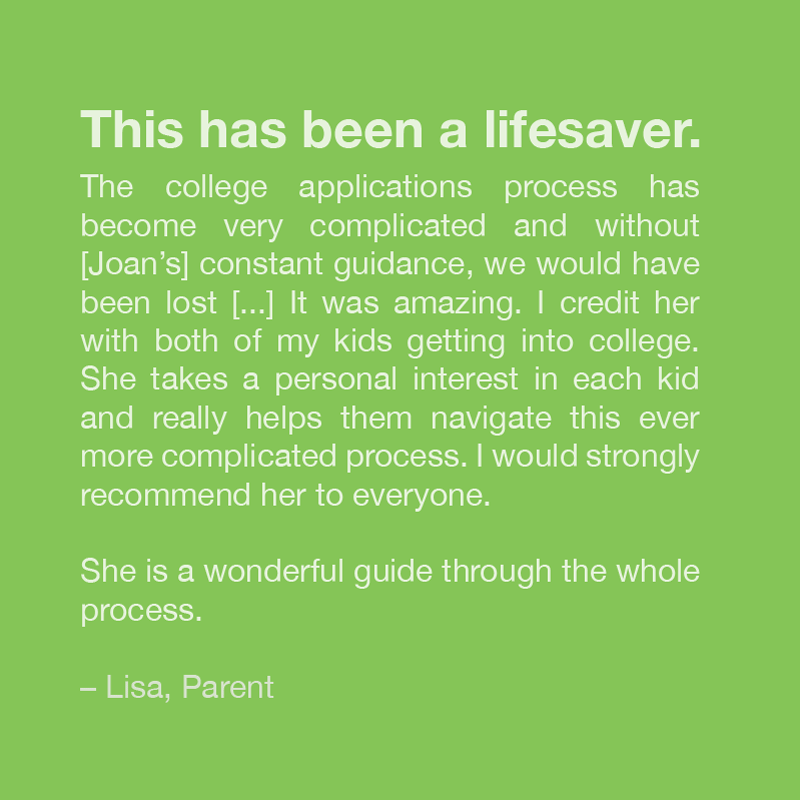 This has been a lifesaver.
The college applications process has
become very complicated and without
[Joan’s] constant guidance, we would have
been lost [...] It was amazing. I credit her
with both of my kids getting into college.
She takes a personal interest in each kid
and really helps them navigate this ever
more complicated process. I would strongly
recommend her to everyone.
She is a wonderful guide through the whole
process.
– Lisa, Parent